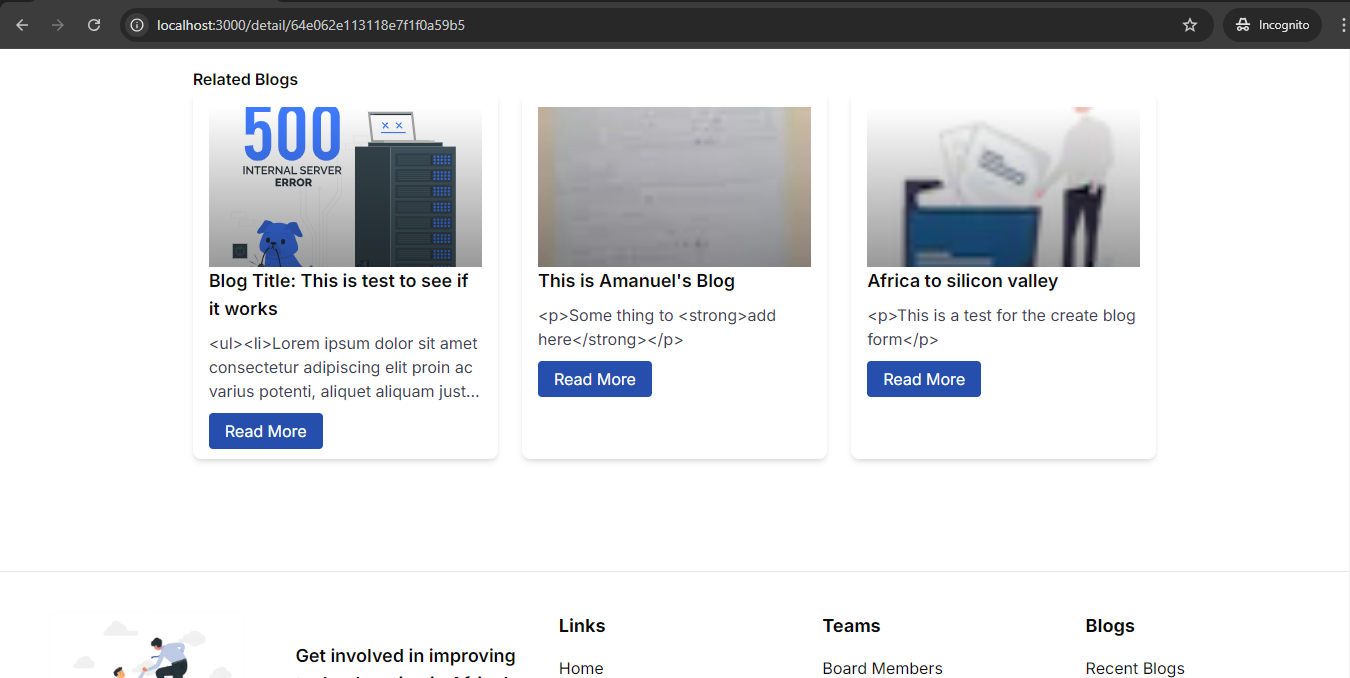 localhost:3000/detail/64e062e113118e7f1f0a59b5
Incognito
Related Blogs
500
INTERNAL SERVER
ERROR
Blog Title: This is test to see if
it works
<ul><li>Lorem ipsum dolor sit amet
consectetur adipiscing elit proin ac
varius potenti, aliquet aliquam just...
Read More
This is Amanuel's Blog
<p>Some thing to <strong>add
here</strong></p>
Read More
Africa to silicon valley
<p>This is a test for the create blog
form</p>
Read More
Get involved in improving
Links
Home
Teams
Board Members
Blogs
Recent Blogs